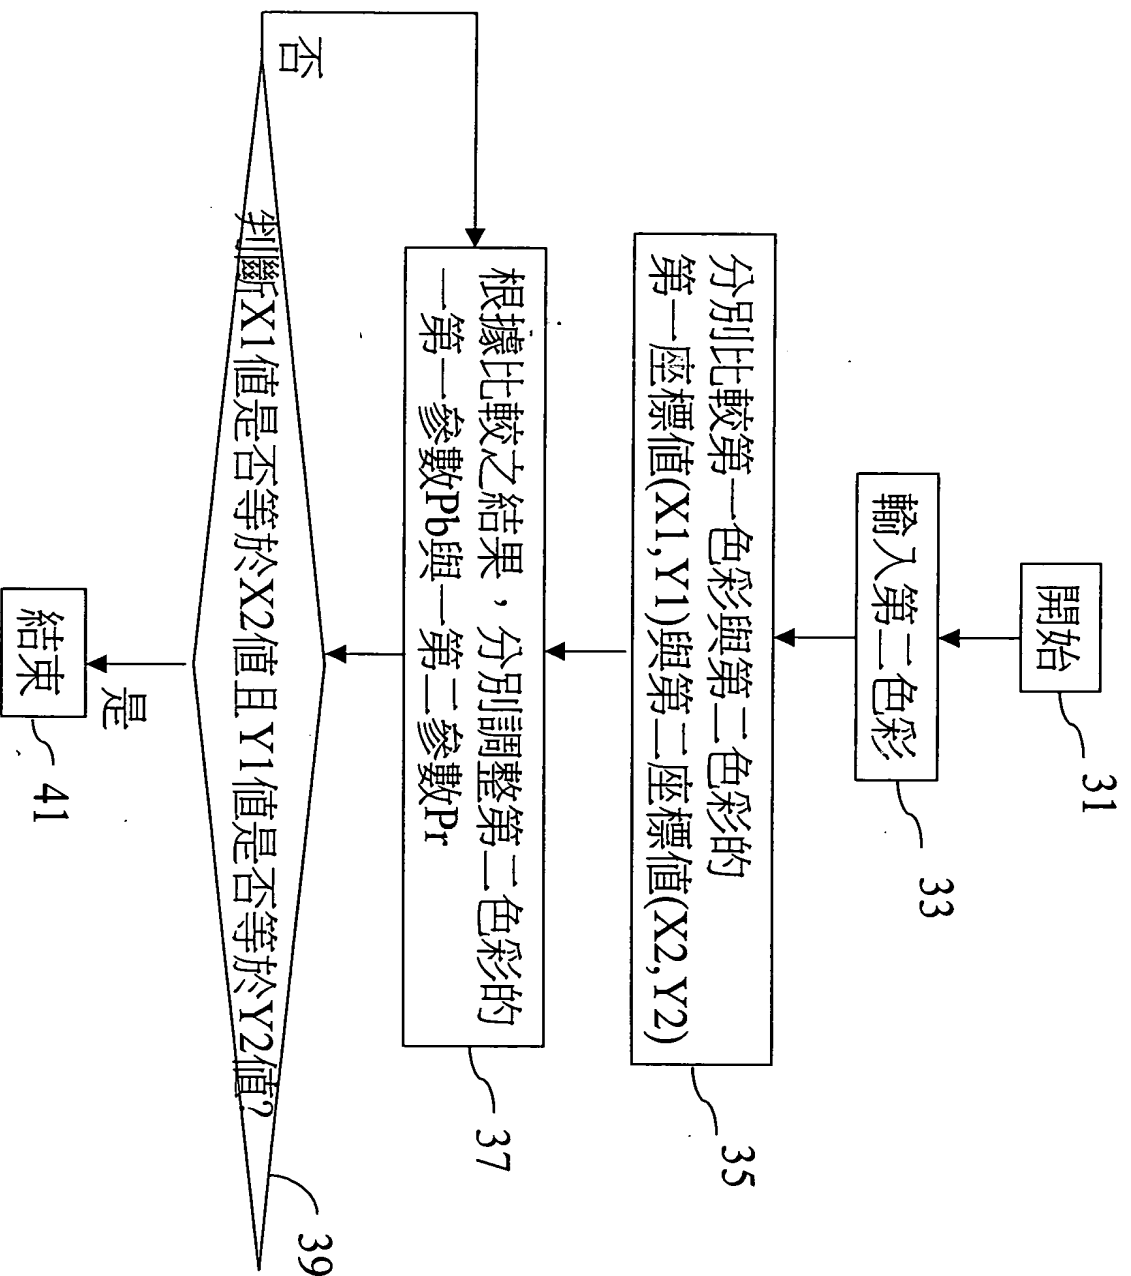 開始
31
輸入第二色彩
33
分別比較第一色彩與第二色彩的
第一座標值(X1,Y1)與第二座標值(X2,Y2)
35
根據比較之結果，分別調整第二色彩的
一第一參數Pb與一第二參數Pr
37
判斷X1值是否等於X2值且Y1值是否等於Y2值?
39
否
是
結束
41